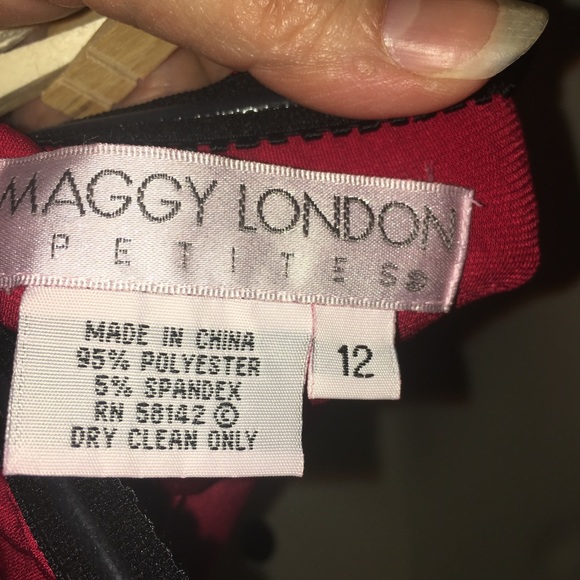 MAGGY LONDON
PETITES®
MADE IN CHINA
95% POLYESTER
5% SPANDEX
RN 58142 ©
DRY CLEAN ONLY
12